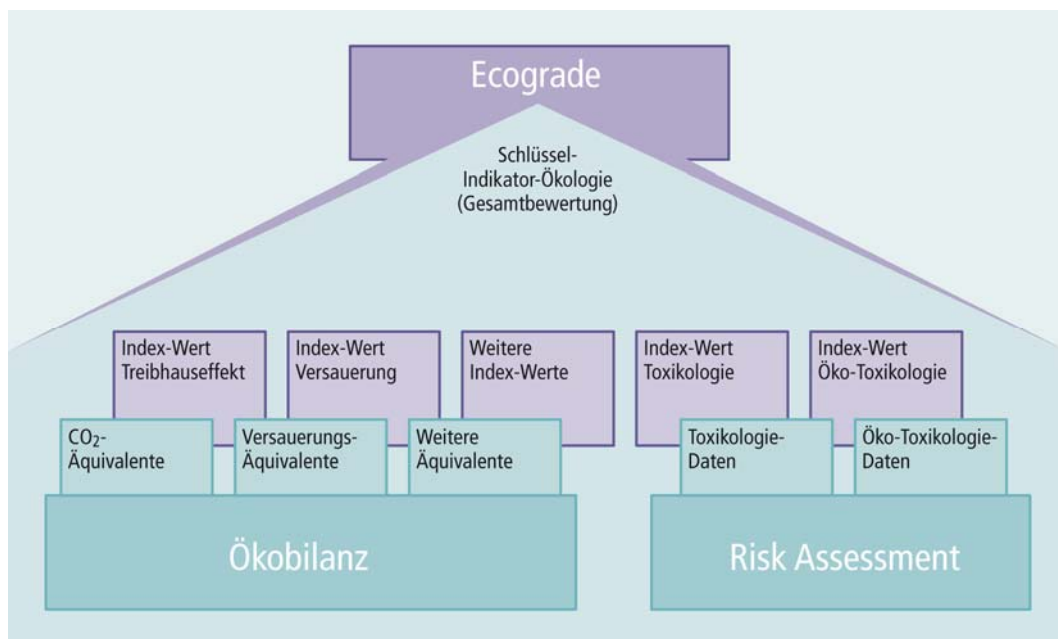 Ecograde
Schlüssel-
Indikator-Ökologie
(Gesamtbewertung)
Index-Wert
Treibhauseffekt
Index-Wert
Versauerung
Weitere
Index-Werte
Index-Wert
Toxikologie
Index-Wert
Öko-Toxikologie
CO2-
Äquivalente
Versauerungs-
Äquivalente
Weitere
Äquivalente
Toxikologie-
Daten
Öko-Toxikologie-
Daten
Ökobilanz
Risk Assessment